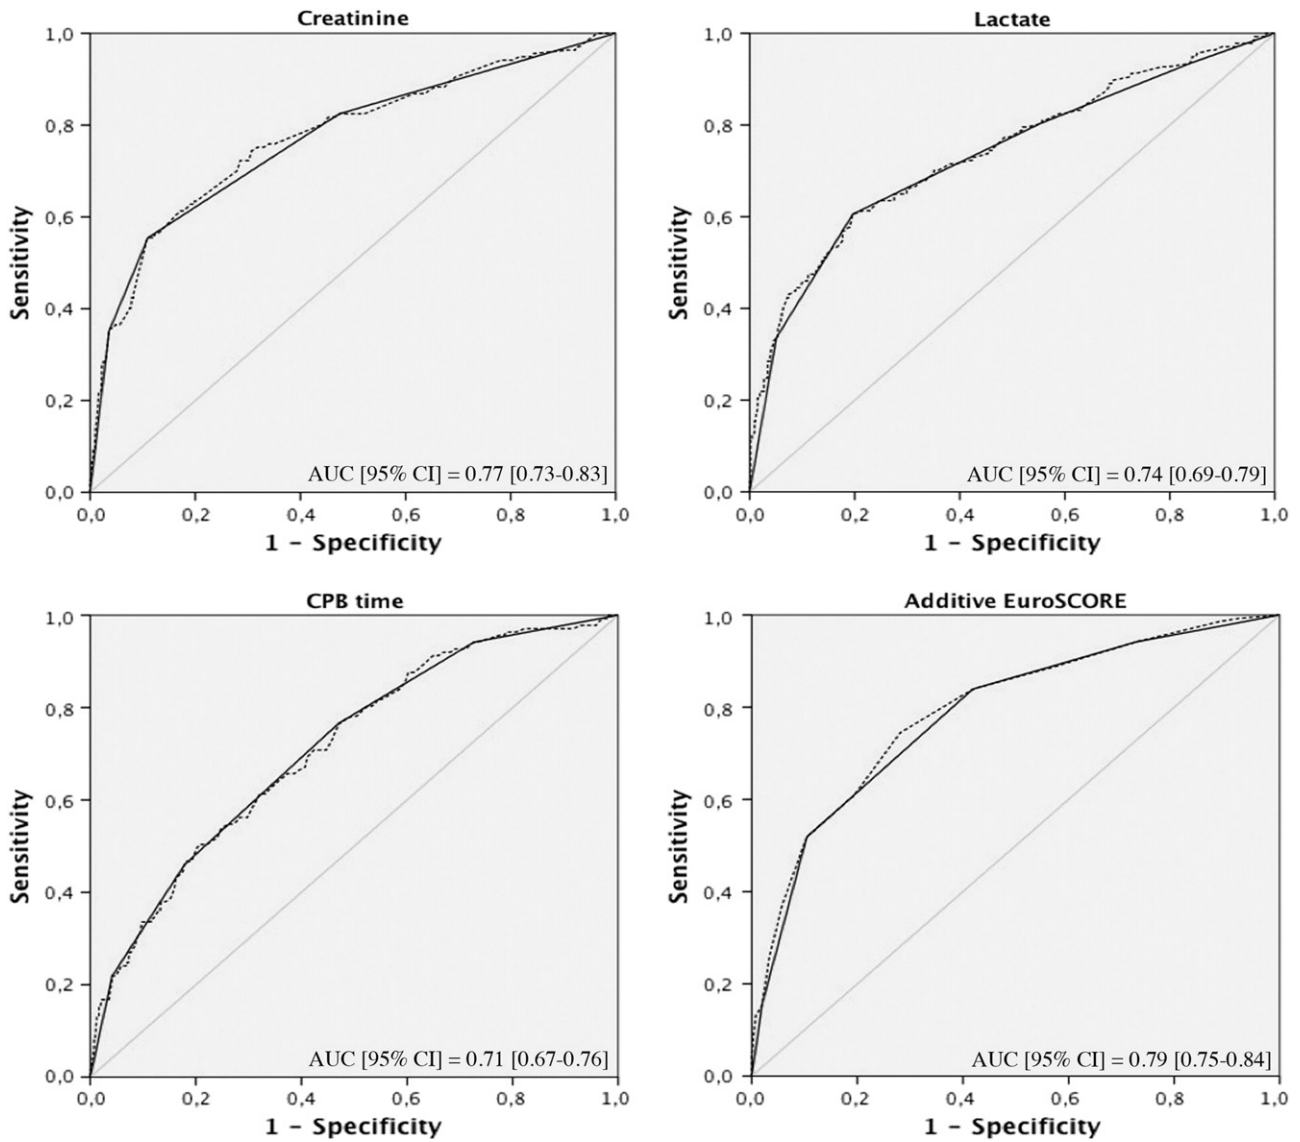 Creatinine
1,0
0,8
0,6
0,4
0,2
0,0
Sensitivity
AUC [95% CI] = 0.77 [0.73-0.83]
0,0 0,2 0,4 0,6 0,8 1,0
1 - Specificity
Lactate
1,0
0,8
0,6
0,4
0,2
0,0
Sensitivity
AUC [95% CI] = 0.74 [0.69-0.79]
0,0 0,2 0,4 0,6 0,8 1,0
1 - Specificity
CPB time
1,0
0,8
0,6
0,4
0,2
0,0
Sensitivity
AUC [95% CI] = 0.71 [0.67-0.76]
0,0 0,2 0,4 0,6 0,8 1,0
1 - Specificity
Additive EuroSCORE
1,0
0,8
0,6
0,4
0,2
0,0
Sensitivity
AUC [95% CI] = 0.79 [0.75-0.84]
0,0 0,2 0,4 0,6 0,8 1,0
1 - Specificity